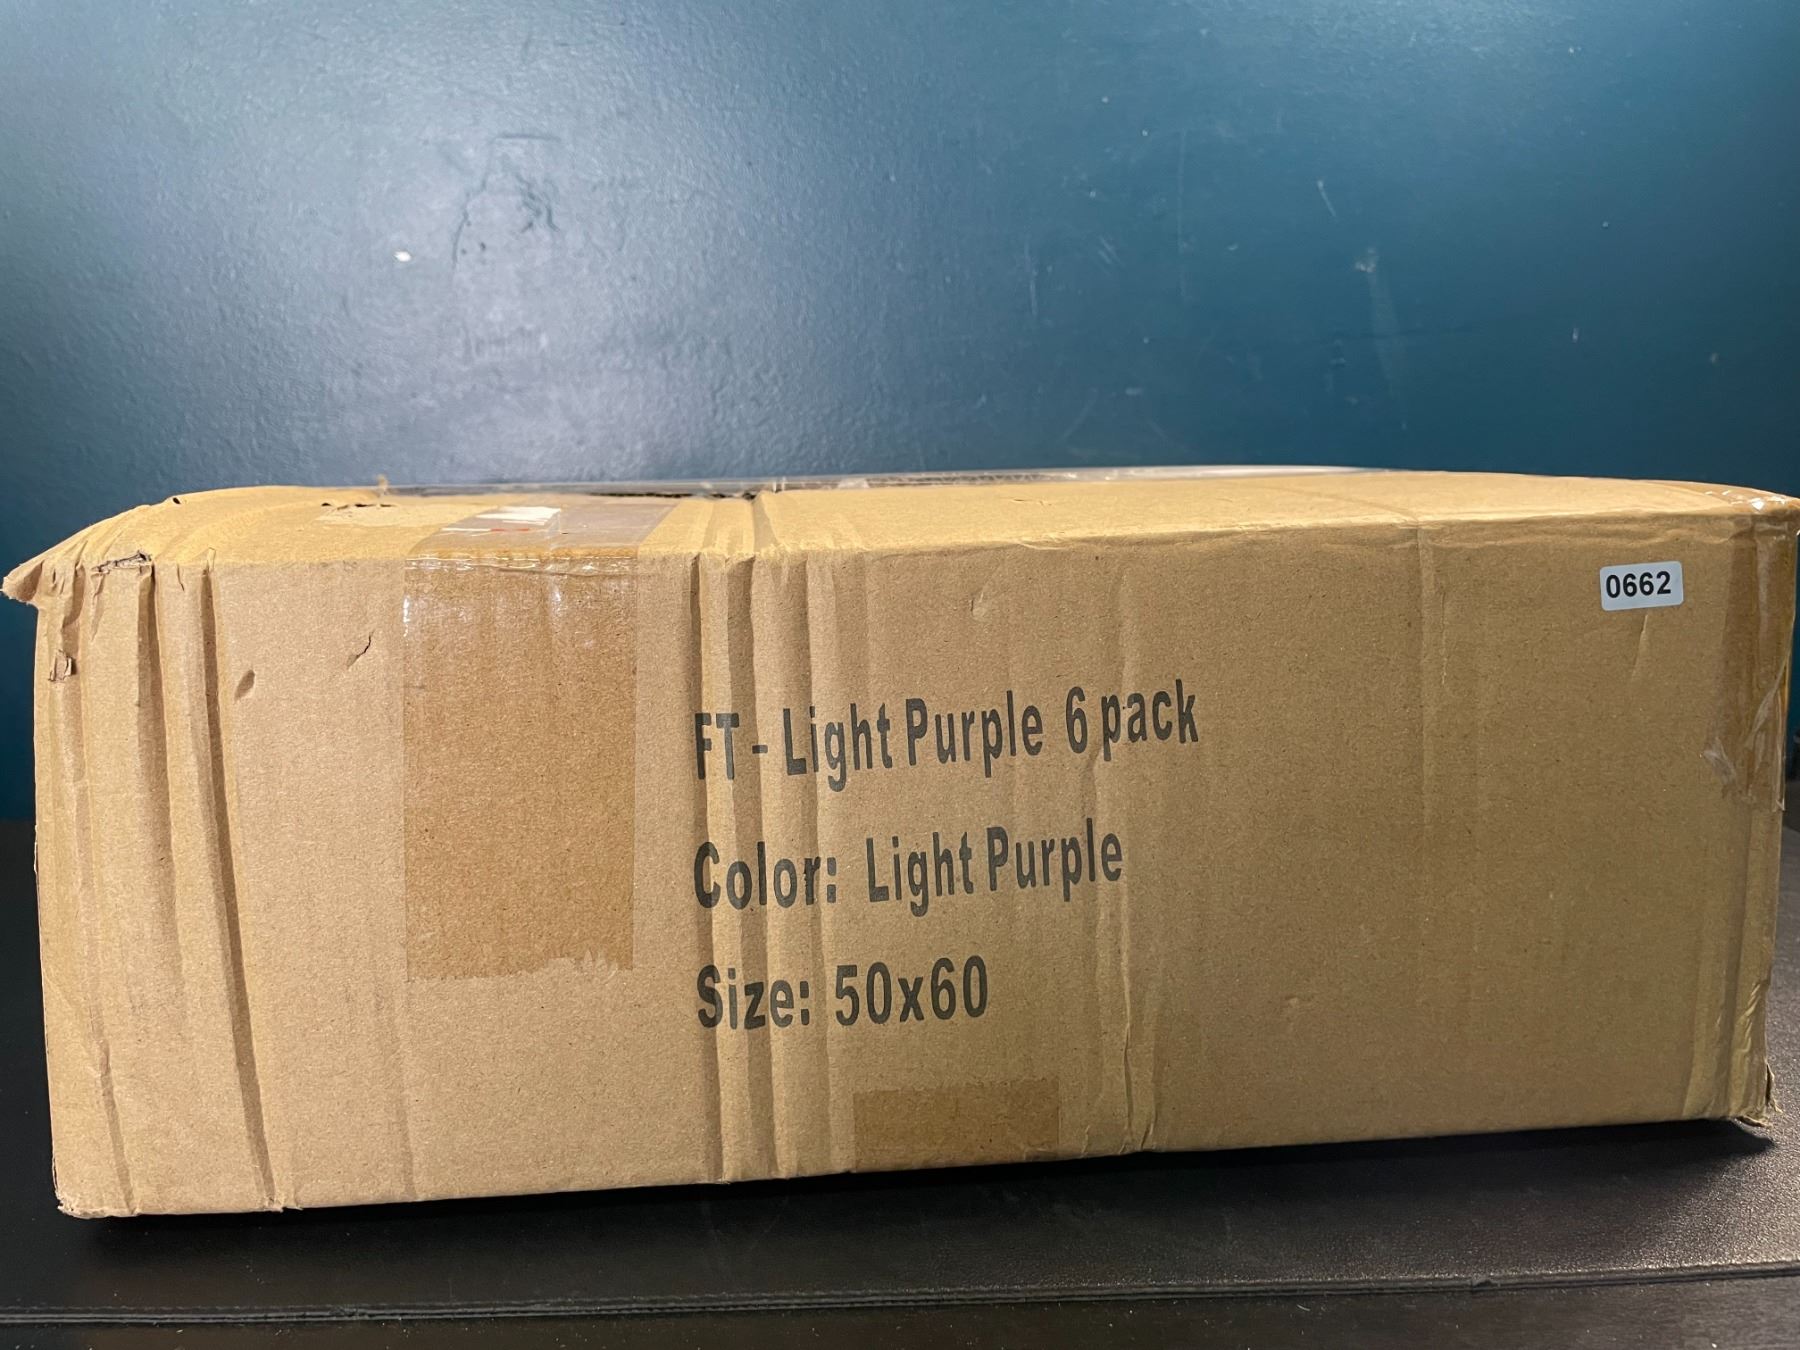 0662
FT - Light Purple 6 pack
Color: Light Purple
Size: 50x60